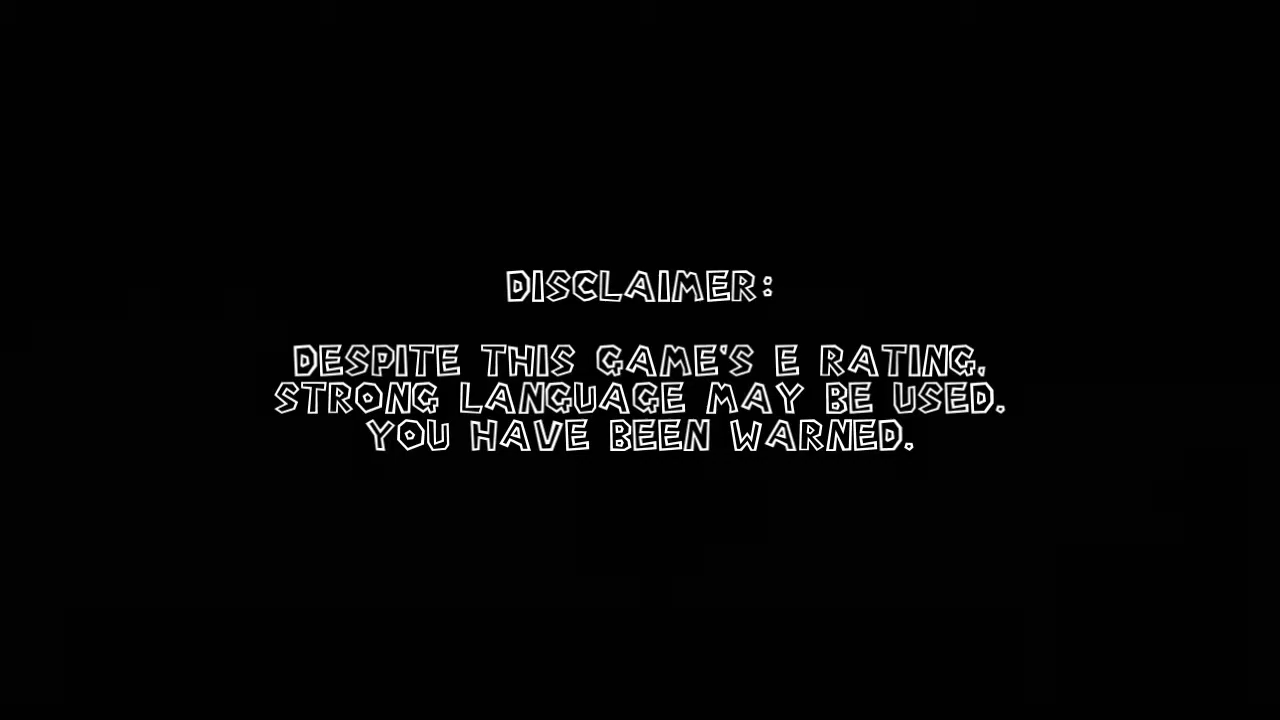 DISCLAIMER:
DESPITE THIS GAME'S E RATING,
STRONG LANGUAGE MAY BE USED.
YOU HAVE BEEN WARNED.